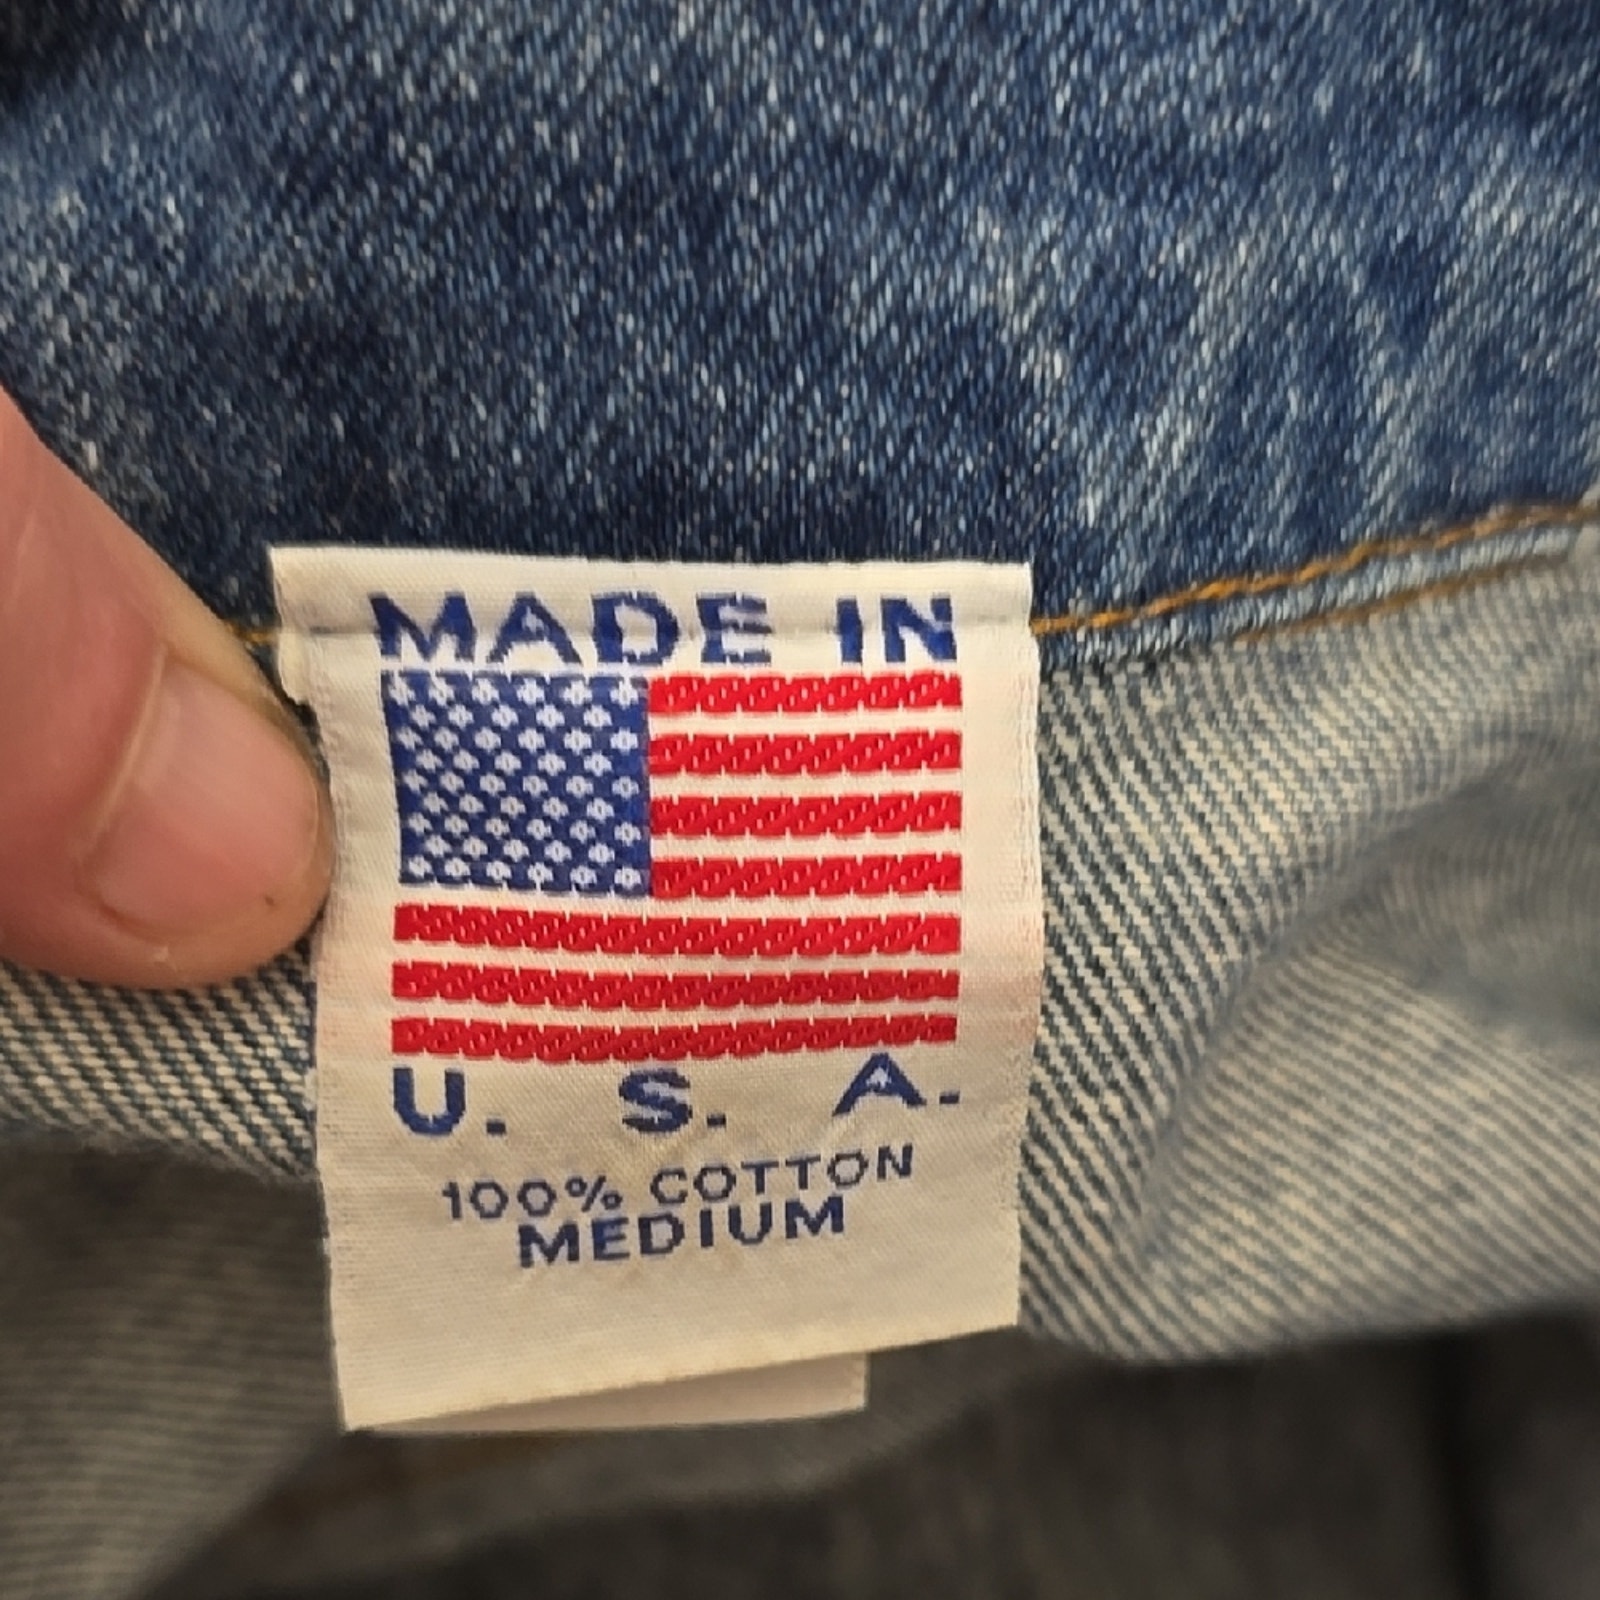 MADE IN
U. S. A.
100% COTTON
MEDIUM